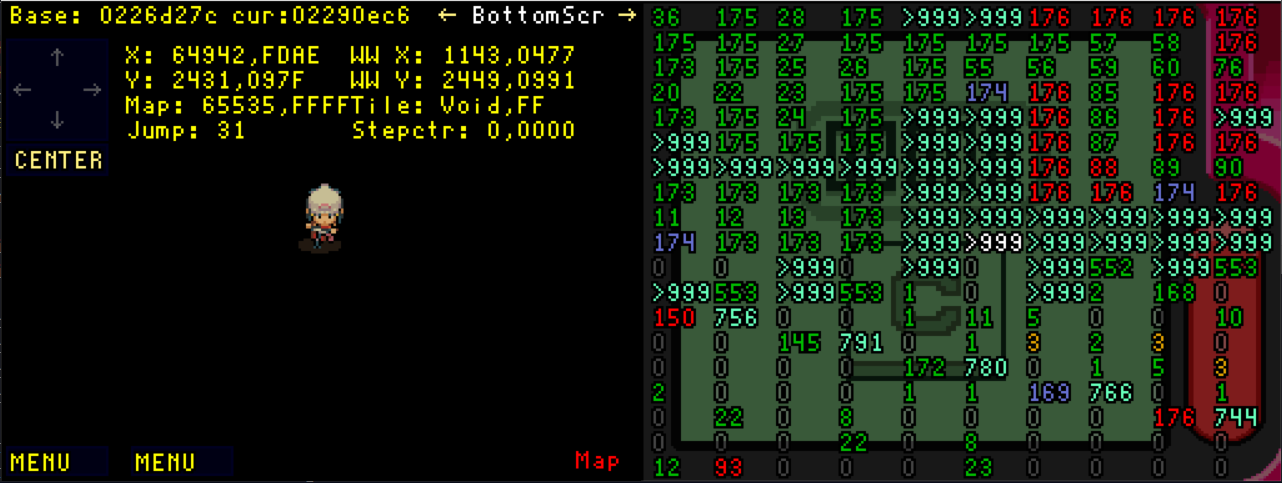 Base: 0226d27c cur:02290ec6 ← BottomScr →
↑
← →
↓
CENTER
X: 64942,FDAE WW X: 1143,0477
Y: 2431,097F WW Y: 2449,0991
Map: 65535,FFFFTile: Void,FF
Jump: 31 Stepctr: 0,0000
MENU MENU Map
36 175 28 175 >999 >999 176 176 176 176
175 175 27 175 175 175 175 57 58 176
173 175 25 26 175 55 56 59 60 76
20 22 23 175 175 174 176 85 176 176
173 175 24 175 >999 >999 176 86 176 >999
>999 175 175 175 >999 >999 176 87 176 176
>999 >999 >999 >999 >999 >999 176 88 89 90
173 173 173 173 >999 >999 176 176 174 176
11 12 13 173 >999 >999 >999 >999 >999 >999
174 173 173 173 >999 >999 >999 >999 >999 >999
0 0 >999 0 >999 0 >999 552 >999 553
>999 553 >999 553 1 0 >999 2 168 0
150 756 0 0 1 11 5 0 0 10
0 0 145 791 0 1 3 2 3 0
0 0 0 0 172 780 0 1 5 3
2 0 0 0 1 1 169 766 0 1
0 22 0 8 0 0 0 0 176 744
0 0 0 22 0 8 0 0 0 0
12 93 0 0 0 23 0 0 0 0
C